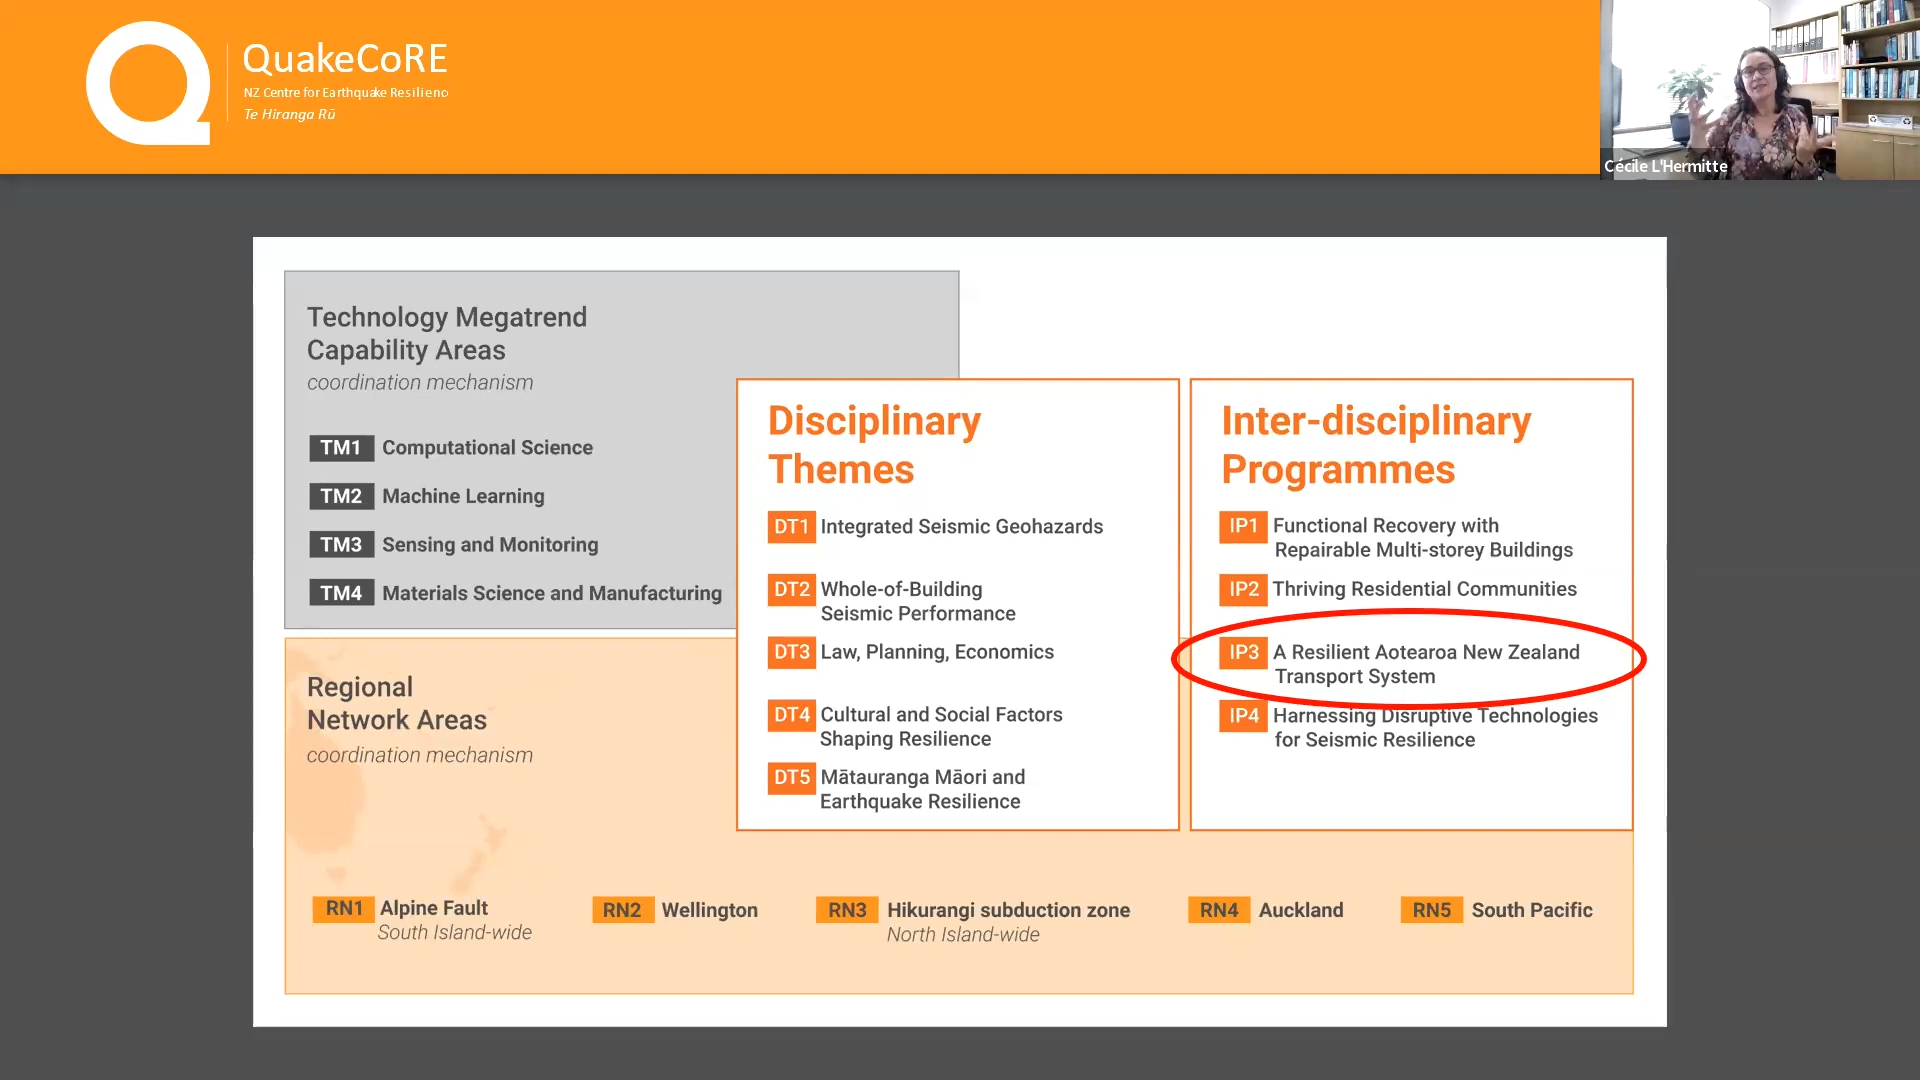 QuakeCoRE
NZ Centre for Earthquake Resilienc
Te Hiranga Rū
Cécile L'Hermitte
Technology Megatrend
Capability Areas
coordination mechanism
TM1 Computational Science
TM2 Machine Learning
TM3 Sensing and Monitoring
TM4 Materials Science and Manufacturing
Disciplinary
Themes
DT1 Integrated Seismic Geohazards
DT2 Whole-of-Building
Seismic Performance
DT3 Law, Planning, Economics
DT4 Cultural and Social Factors
Shaping Resilience
DT5 Mātauranga Māori and
Earthquake Resilience
Inter-disciplinary
Programmes
IP1 Functional Recovery with
Repairable Multi-storey Buildings
IP2 Thriving Residential Communities
IP3 A Resilient Aotearoa New Zealand
Transport System
IP4 Harnessing Disruptive Technologies
for Seismic Resilience
Regional
Network Areas
coordination mechanism
RN1 Alpine Fault
South Island-wide
RN2 Wellington
RN3 Hikurangi subduction zone
North Island-wide
RN4 Auckland
RN5 South Pacific